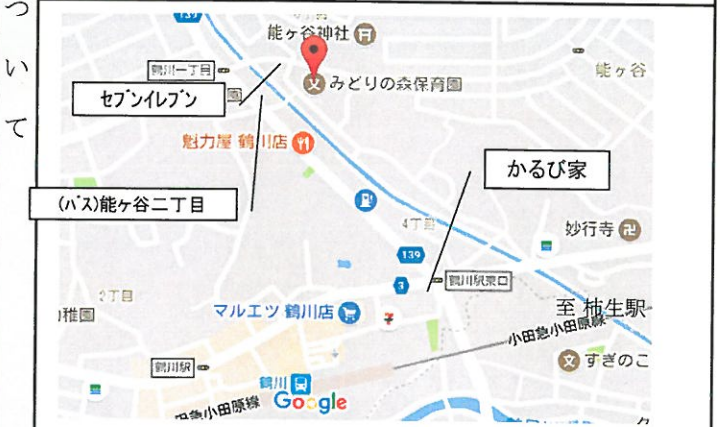 ついて
139
能ヶ谷神社
鶴川一丁目
能ヶ谷
みどりの森保育園
セブンイレブン
魁力屋 鶴川店
かるび家
(バス)能ヶ谷二丁目
4丁目
妙行寺
139
3
鶴川駅東口
2丁目
稚園
マルエツ 鶴川店
至 柿生駅
小田急小田原線
鶴川駅
すぎのこ
鶴川
小田急小田原線
Google